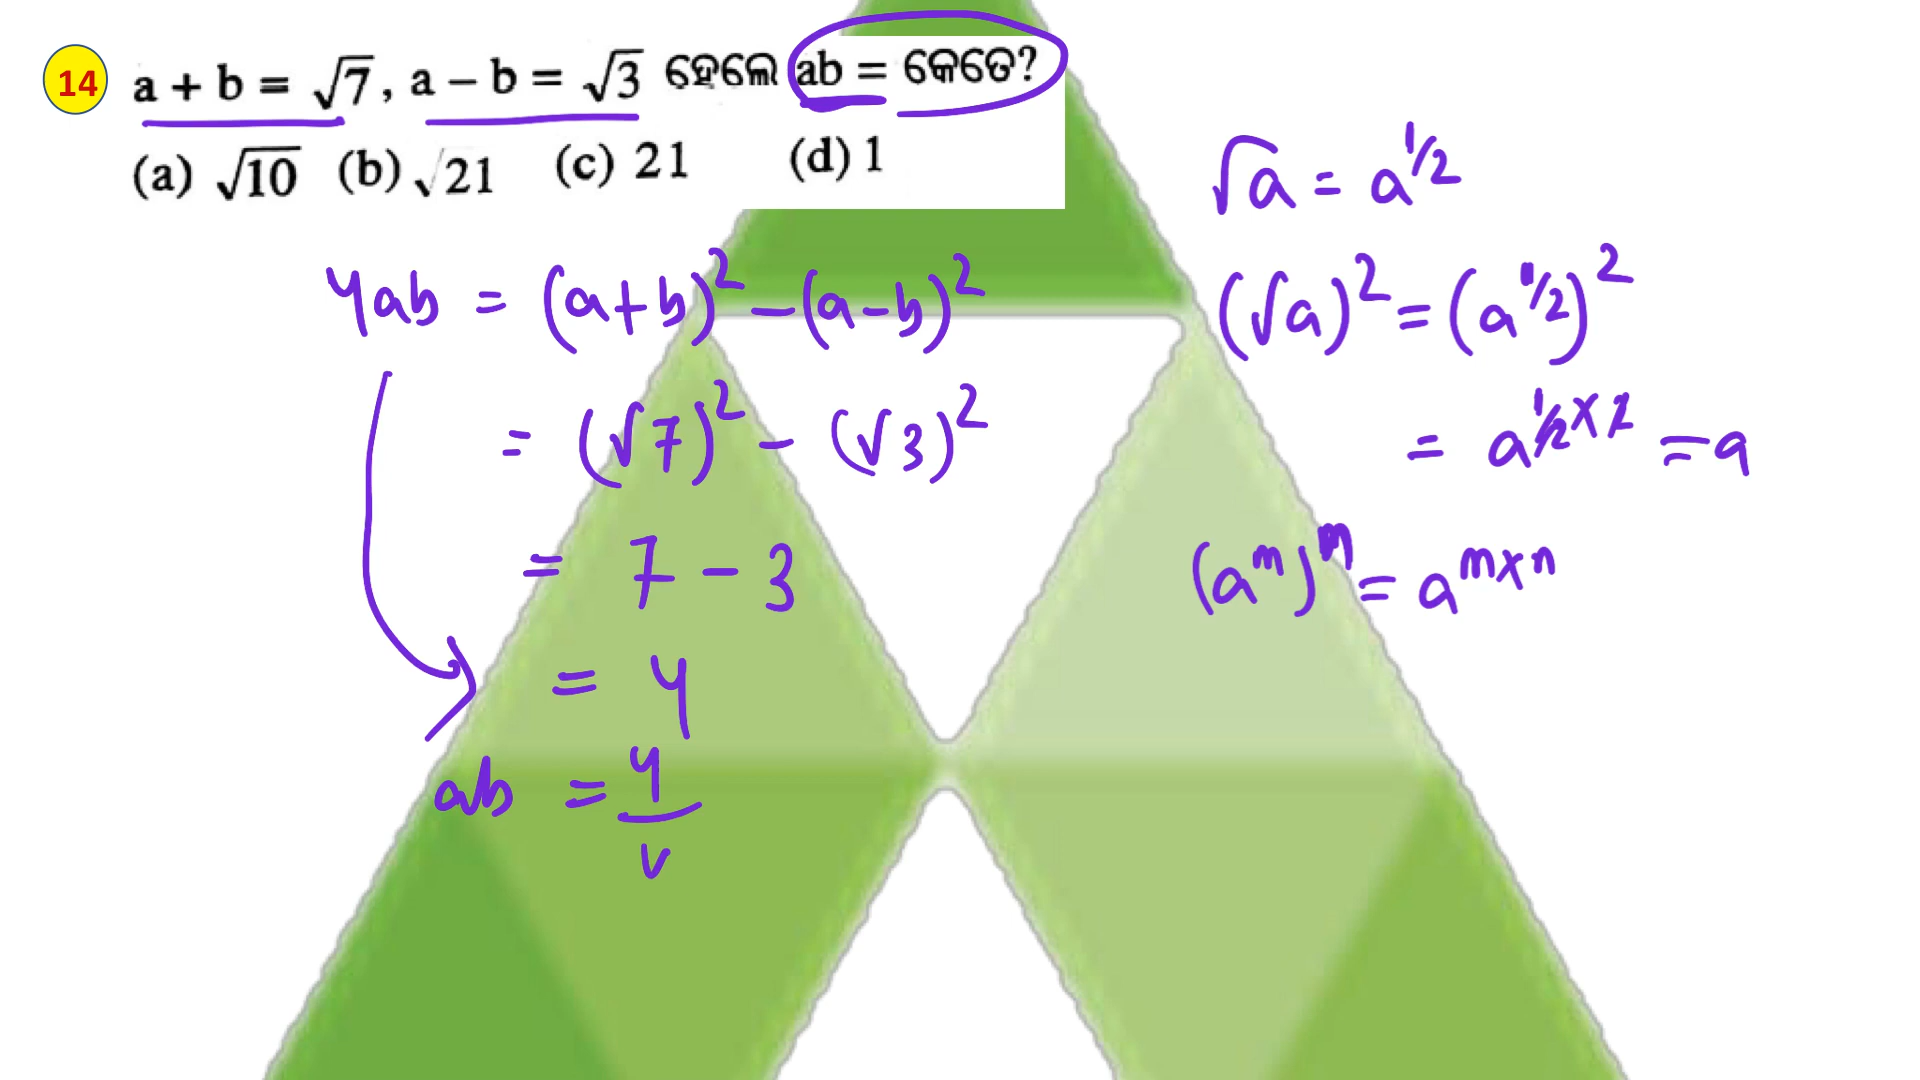 14 a + b = √7, a − b = √3 ହେଲେ ab = କେତେ?
(a) √10 (b) √21 (c) 21 (d) 1
4ab = (a+b)² − (a−b)²
= (√7)² − (√3)²
= 7 − 3
= 4
ab = 4/
√a = a^1/2
(√a)² = (a^1/2)²
= a^1/2×2 = a
(a^m)^n = a^m×n